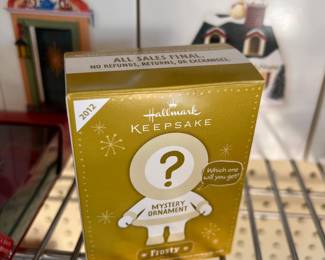 ALL SALES FINAL.
NO REFUNDS, RETURNS, OR EXCHANGES.
2012
Hallmark
KEEPSAKE
?
Which one
will you get?
MYSTERY
ORNAMENT
Frosty